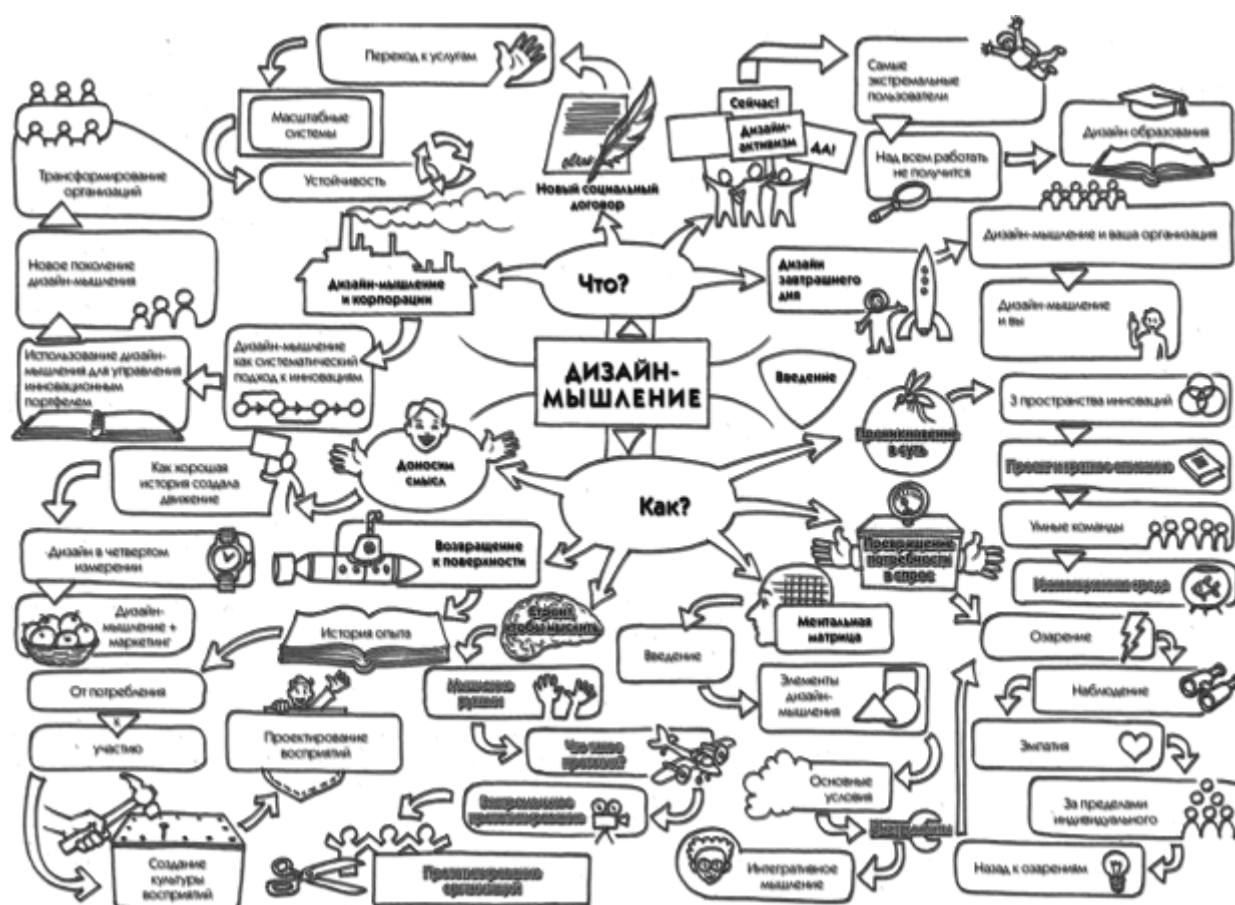 Переход к услугам
Масштабные
системы
Устойчивость
Трансформирование
организаций
Новое поколение
дизайн-мышления
Использование дизайн-
мышления для управления
инновационным
портфелем
Дизайн-мышление
как систематический
подход к инновациям
Дизайн-мышление
и корпорации
Новый социальный
договор
Сейчас!
Дизайн-
активизм
ДА!
Самые
экстремальные
пользователи
Над всем работать
не получится
Дизайн образования
Что?
Дизайн
завтрашнего
дня
Дизайн-мышление и ваша организация
Дизайн-мышление
и вы
ДИЗАЙН-
МЫШЛЕНИЕ
Введение
Как?
Проникновение
в суть
3 пространства инноваций
Умные команды
Превращение
потребности
в спрос
Озарение
Наблюдение
Эмпатия
За пределами
индивидуального
Назад к озарениям
Ментальная
матрица
Введение
Элементы
дизайн-
мышления
Основные
условия
Интегративное
мышление
Строить,
чтобы мыслить
Мышление
руками
Что такое
прототип?
Прототипирование
организаций
Возвращение
к поверхности
История опыта
Проектирование
восприятий
Доносим
смысл
Как хорошая
история создала
движение
Дизайн в четвертом
измерении
Дизайн-
мышление +
маркетинг
От потребления
к
участию
Создание
культуры
восприятий